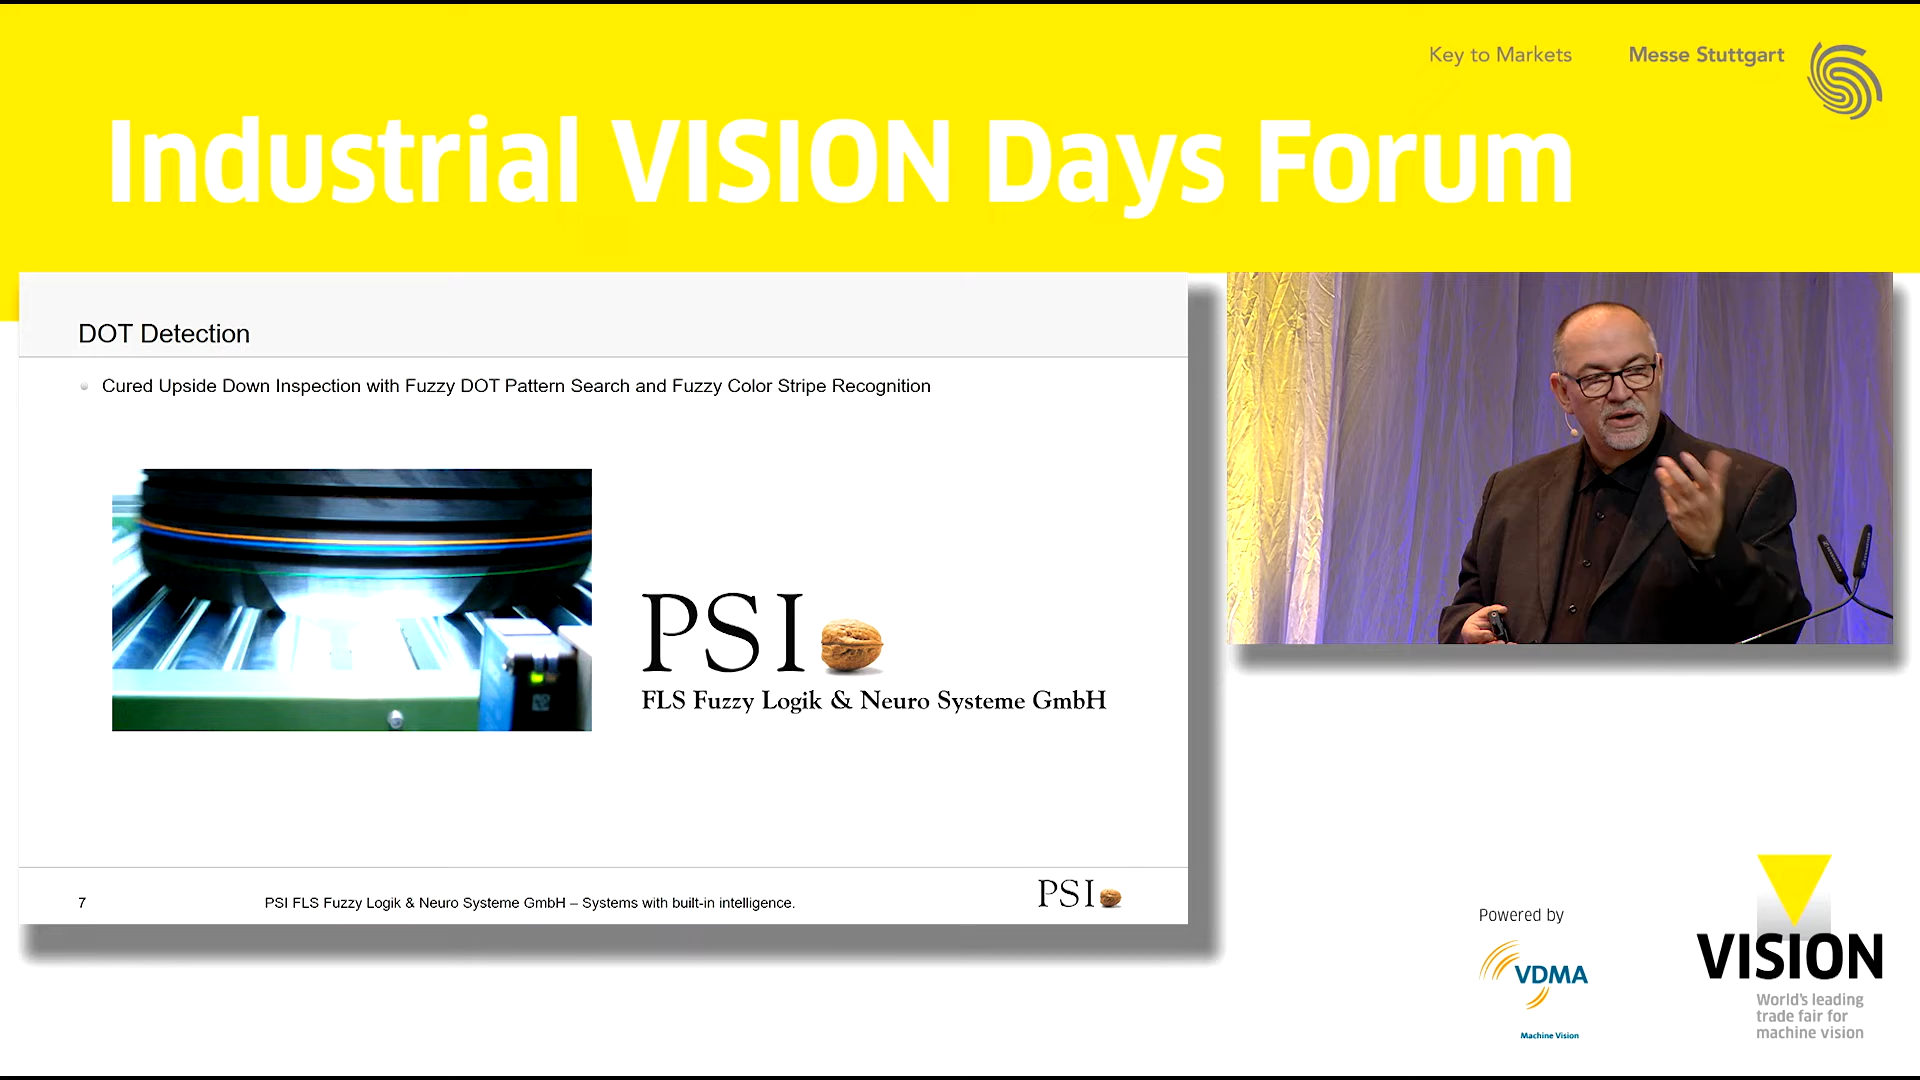 Key to Markets Messe Stuttgart
Industrial VISION Days Forum
DOT Detection
Cured Upside Down Inspection with Fuzzy DOT Pattern Search and Fuzzy Color Stripe Recognition
PSI
FLS Fuzzy Logik & Neuro Systeme GmbH
7 PSI FLS Fuzzy Logik & Neuro Systeme GmbH – Systems with built-in intelligence.
PSI
Powered by
VDMA
Machine Vision
VISION
World's leading
trade fair for
machine vision